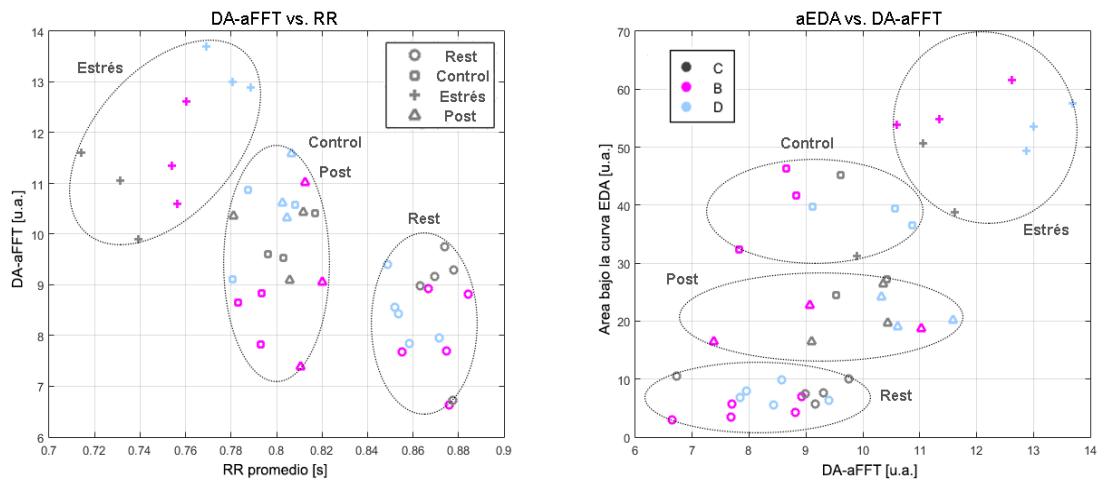 DA-aFFT vs. RR
14
13
12
11
10
9
8
7
6
DA-aFFT [u.a.]
0.7
0.72
0.74
0.76
0.78
0.8
0.82
0.84
0.86
0.88
0.9
RR promedio [s]
Estrés
Control
Post
Rest
Rest
Control
Estrés
Post
aEDA vs. DA-aFFT
70
60
50
40
30
20
10
0
Area bajo la curva EDA [u.a.]
6
7
8
9
10
11
12
13
14
DA-aFFT [u.a.]
C
B
D
Control
Estrés
Post
Rest